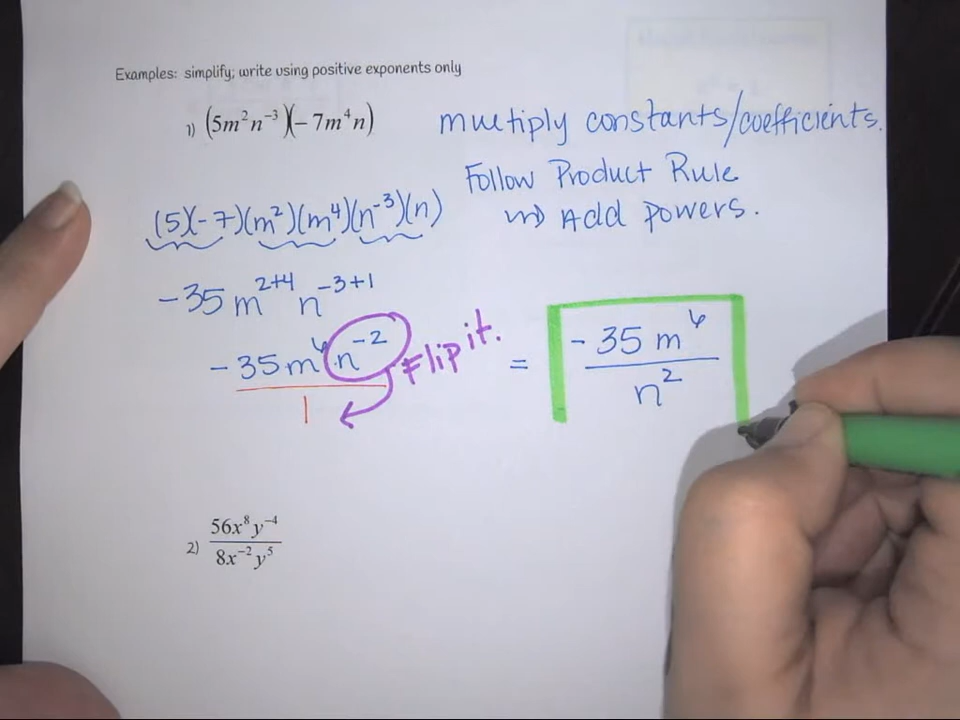 Examples: simplify; write using positive exponents only
1) (5m²n⁻³)(−7m⁴n)
multiply constants/coefficients.
Follow Product Rule
⇝ Add powers.
(5)(-7)(m²)(m⁴)(n⁻³)(n)
-35 m²⁺⁴ n⁻³⁺¹
-35m⁶·n⁻² / 1 Flip it. = -35 m⁶ / n²
2) 56x⁸y⁻⁴ / 8x⁻²y⁵